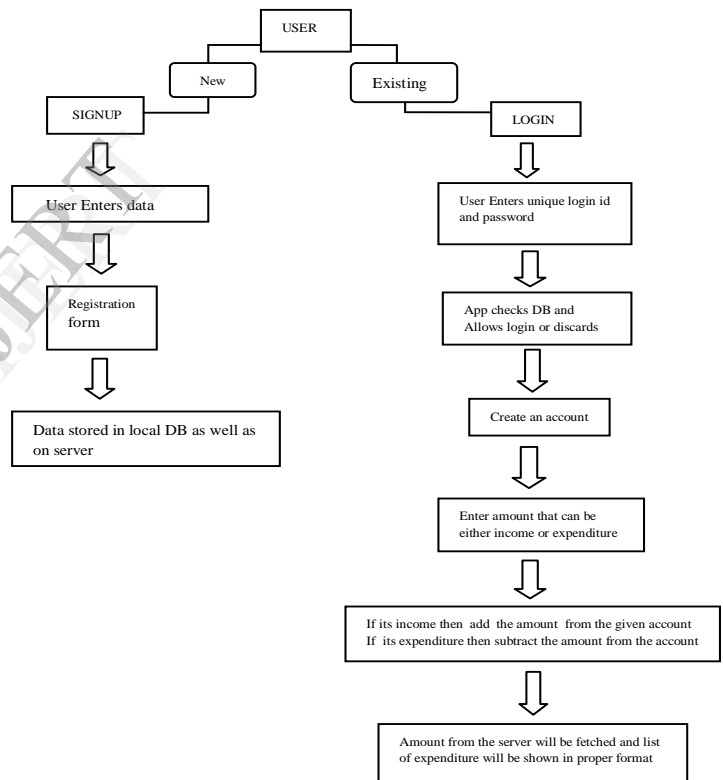 USER
New
Existing
SIGNUP
LOGIN
User Enters data
User Enters unique login id
and password
Registration
form
App checks DB and
Allows login or discards
Data stored in local DB as well as
on server
Create an account
Enter amount that can be
either income or expenditure
If its income then add the amount from the given account
If its expenditure then subtract the amount from the account
Amount from the server will be fetched and list
of expenditure will be shown in proper format
IJERT